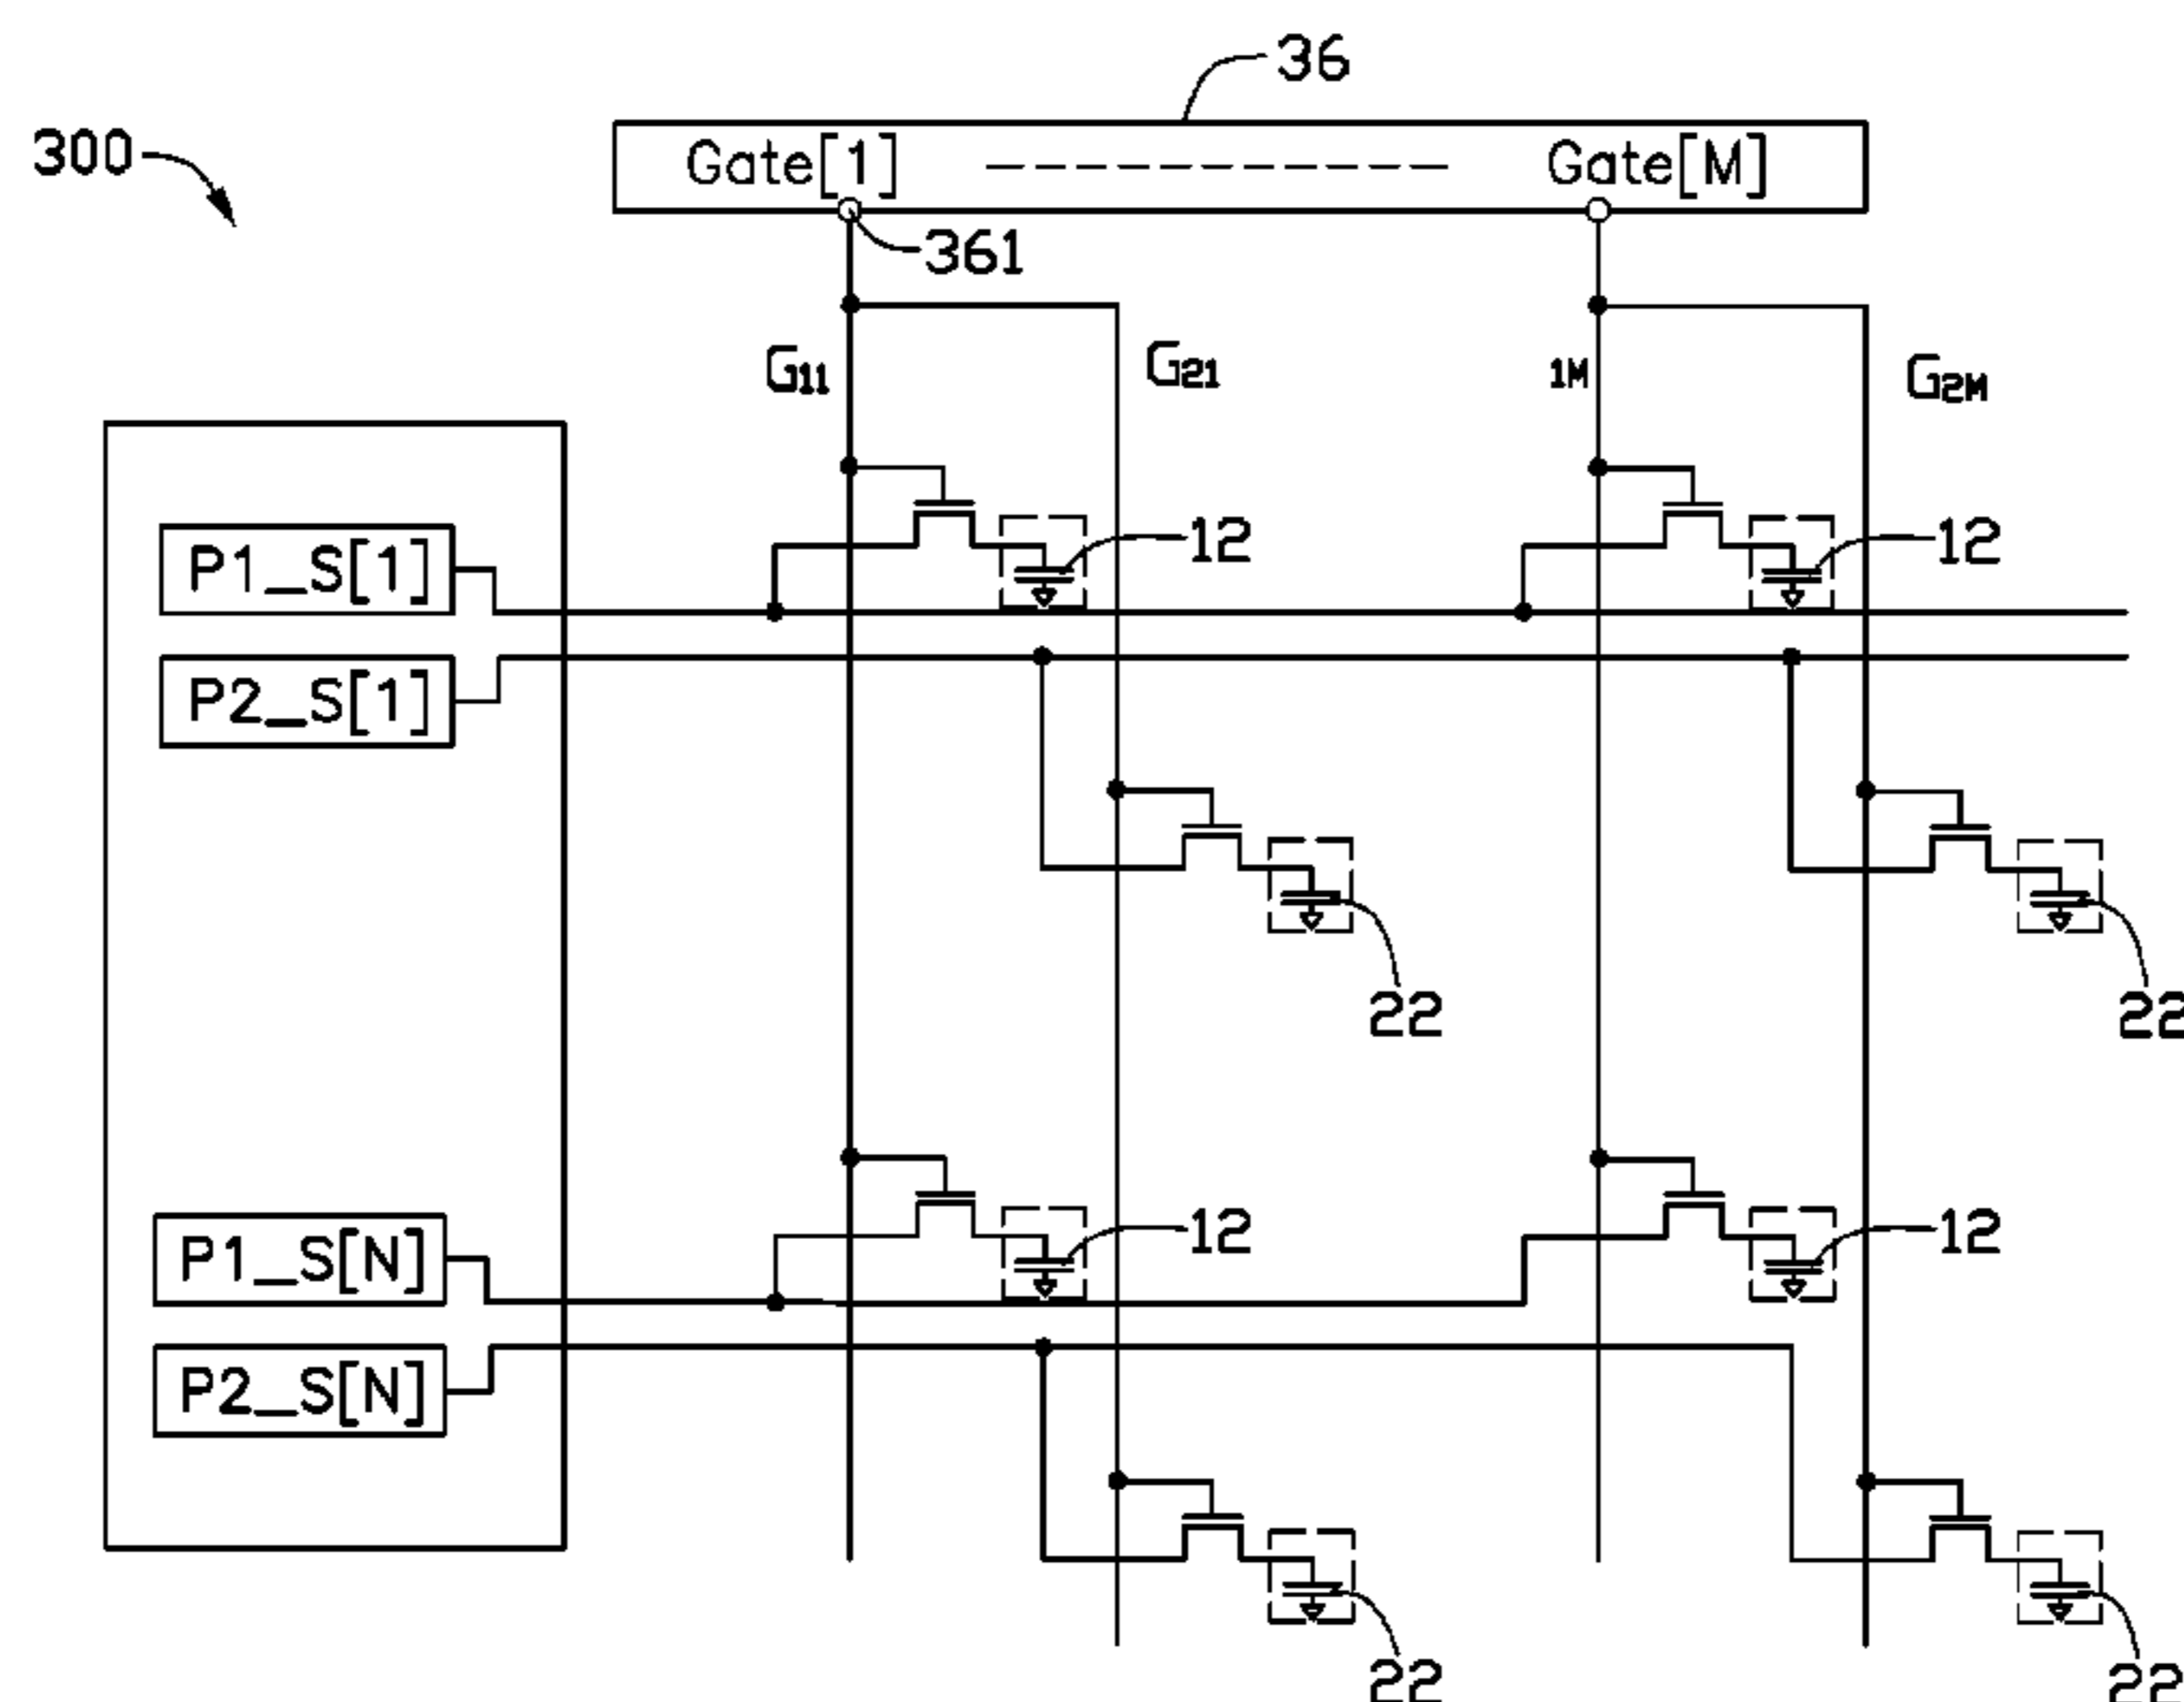 36
300
Gate[1] Gate[M]
361
G11 G21 1M G2M
P1_S[1] 12 12
P2_S[1]
22 22
P1_S[N] 12 12
P2_S[N]
22 22